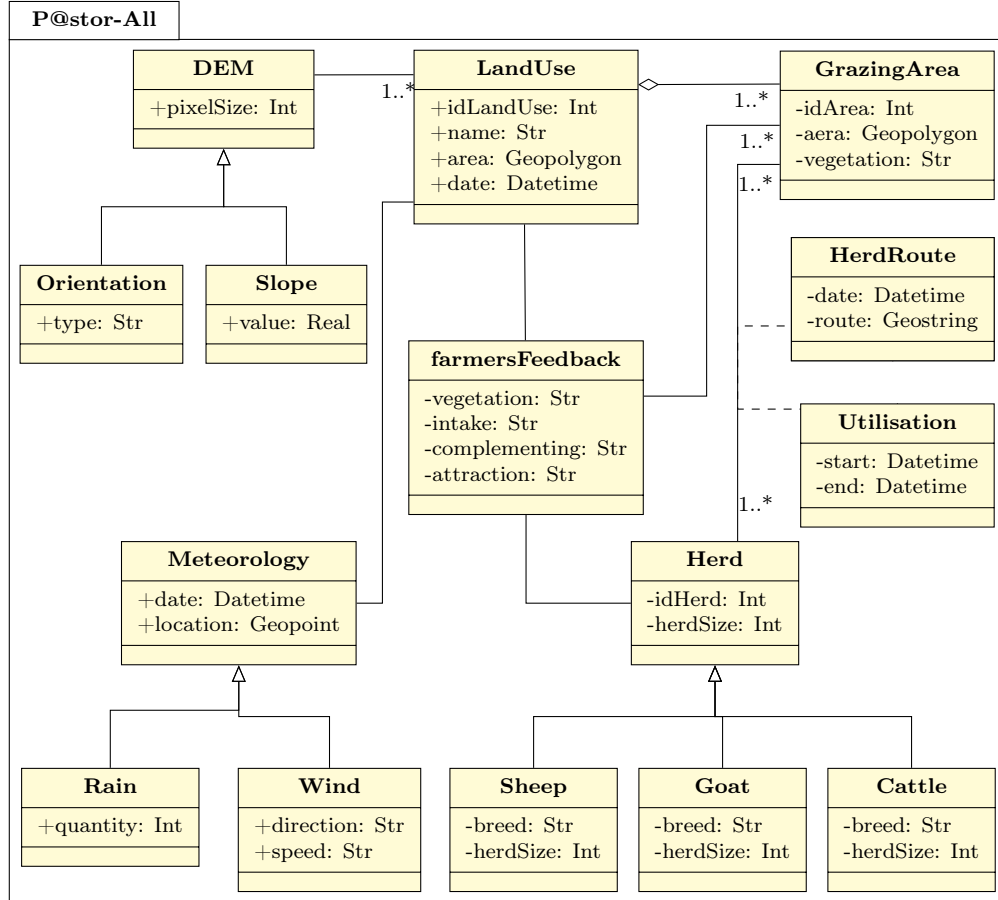 P@stor-All
DEM
+pixelSize: Int
1..*
LandUse
+idLandUse: Int
+name: Str
+area: Geopolygon
+date: Datetime
GrazingArea
-idArea: Int
-aera: Geopolygon
-vegetation: Str
1..*
1..*
1..*
Orientation
+type: Str
Slope
+value: Real
HerdRoute
-date: Datetime
-route: Geostring
farmersFeedback
-vegetation: Str
-intake: Str
-complementing: Str
-attraction: Str
Utilisation
-start: Datetime
-end: Datetime
1..*
Meteorology
+date: Datetime
+location: Geopoint
Herd
-idHerd: Int
-herdSize: Int
Rain
+quantity: Int
Wind
+direction: Str
+speed: Str
Sheep
-breed: Str
-herdSize: Int
Goat
-breed: Str
-herdSize: Int
Cattle
-breed: Str
-herdSize: Int